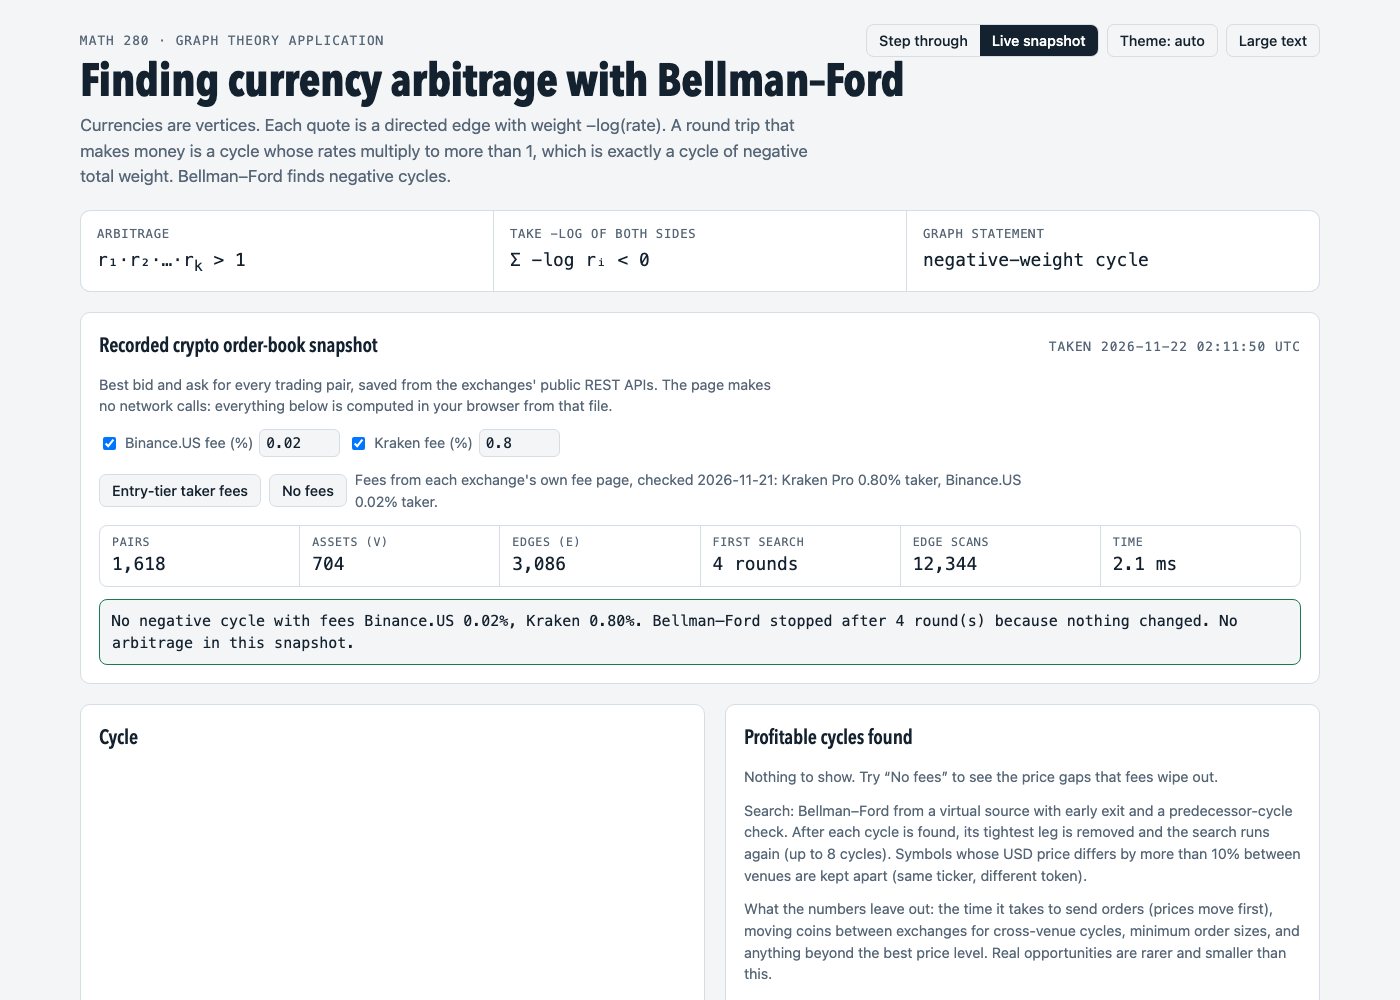 MATH 280 · GRAPH THEORY APPLICATION
Step through
Live snapshot
Theme: auto
Large text
Finding currency arbitrage with Bellman–Ford
Currencies are vertices. Each quote is a directed edge with weight −log(rate). A round trip that
makes money is a cycle whose rates multiply to more than 1, which is exactly a cycle of negative
total weight. Bellman–Ford finds negative cycles.
ARBITRAGE
r₁·r₂·…·rₖ > 1
TAKE −LOG OF BOTH SIDES
Σ −log rᵢ < 0
GRAPH STATEMENT
negative-weight cycle
Recorded crypto order-book snapshot
TAKEN 2026-11-22 02:11:50 UTC
Best bid and ask for every trading pair, saved from the exchanges' public REST APIs. The page makes
no network calls: everything below is computed in your browser from that file.
Binance.US fee (%) 0.02
Kraken fee (%) 0.8
Entry-tier taker fees
No fees
Fees from each exchange's own fee page, checked 2026-11-21: Kraken Pro 0.80% taker, Binance.US
0.02% taker.
PAIRS
1,618
ASSETS (V)
704
EDGES (E)
3,086
FIRST SEARCH
4 rounds
EDGE SCANS
12,344
TIME
2.1 ms
No negative cycle with fees Binance.US 0.02%, Kraken 0.80%. Bellman–Ford stopped after 4 round(s) because nothing changed. No
arbitrage in this snapshot.
Cycle
Profitable cycles found
Nothing to show. Try “No fees” to see the price gaps that fees wipe out.
Search: Bellman–Ford from a virtual source with early exit and a predecessor-cycle
check. After each cycle is found, its tightest leg is removed and the search runs
again (up to 8 cycles). Symbols whose USD price differs by more than 10% between
venues are kept apart (same ticker, different token).
What the numbers leave out: the time it takes to send orders (prices move first),
moving coins between exchanges for cross-venue cycles, minimum order sizes, and
anything beyond the best price level. Real opportunities are rarer and smaller than
this.